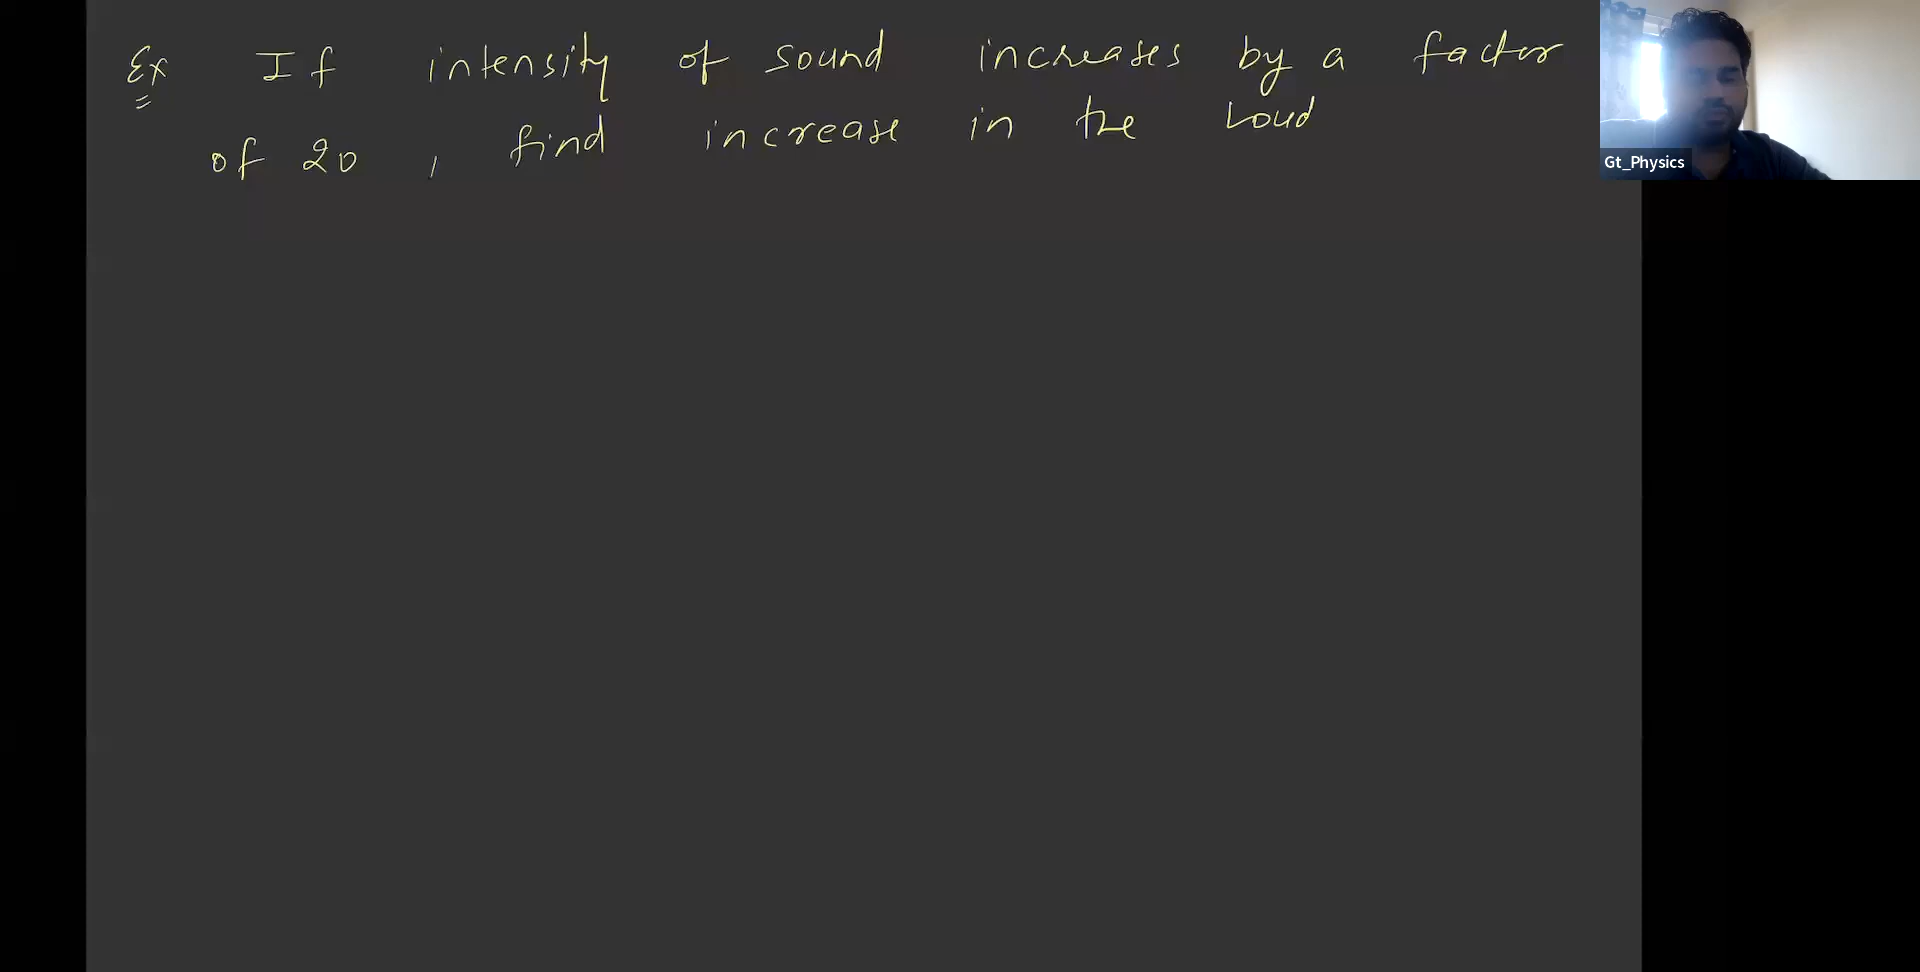 Ex If intensity of sound increases by a factor
of 20, find increase in the Loud
Gt_Physics